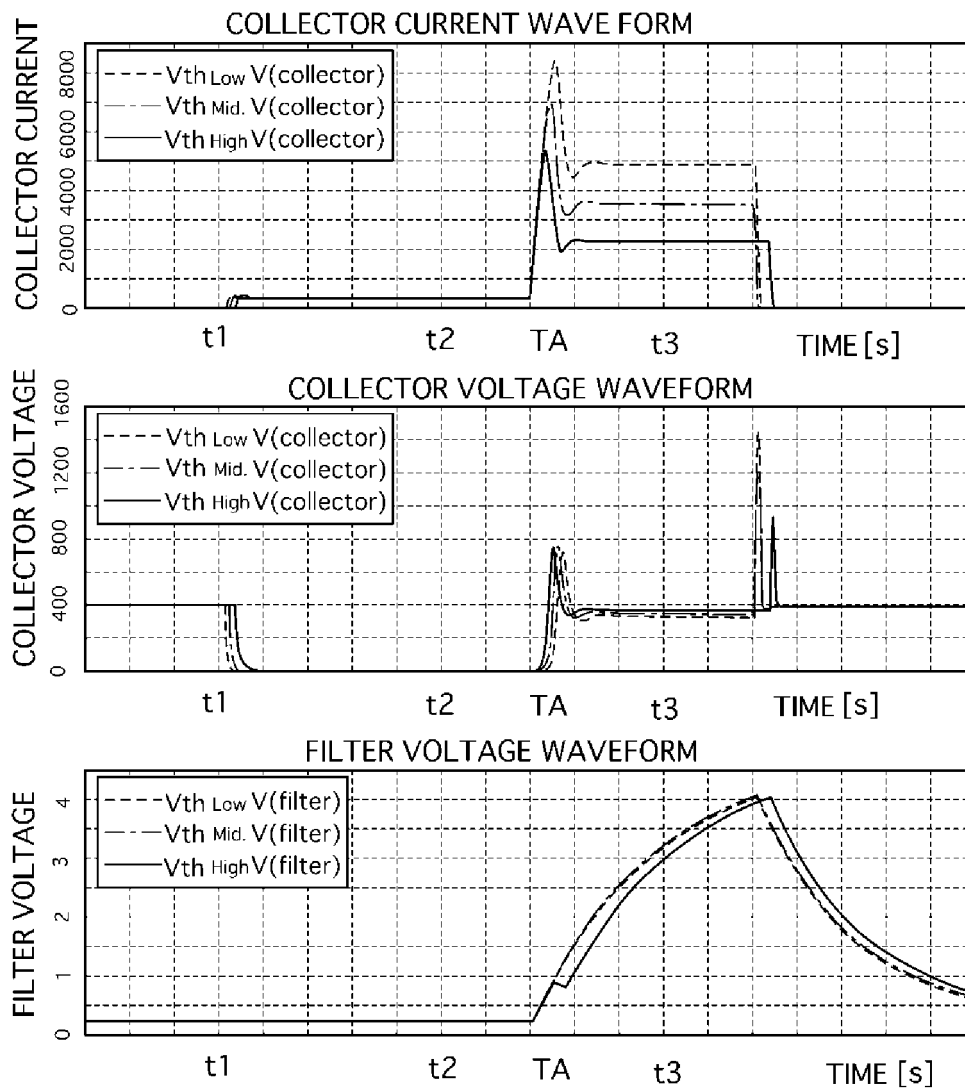 COLLECTOR CURRENT WAVE FORM
COLLECTOR CURRENT
8000
6000
4000
2000
0
Vth Low V(collector)
Vth Mid. V(collector)
Vth High V(collector)
t1 t2 TA t3 TIME [s]
COLLECTOR VOLTAGE WAVEFORM
COLLECTOR VOLTAGE
1600
1200
800
400
0
Vth Low V(collector)
Vth Mid. V(collector)
Vth High V(collector)
t1 t2 TA t3 TIME [s]
FILTER VOLTAGE WAVEFORM
FILTER VOLTAGE
4
3
2
1
0
Vth Low V(filter)
Vth Mid. V(filter)
Vth High V(filter)
t1 t2 TA t3 TIME [s]